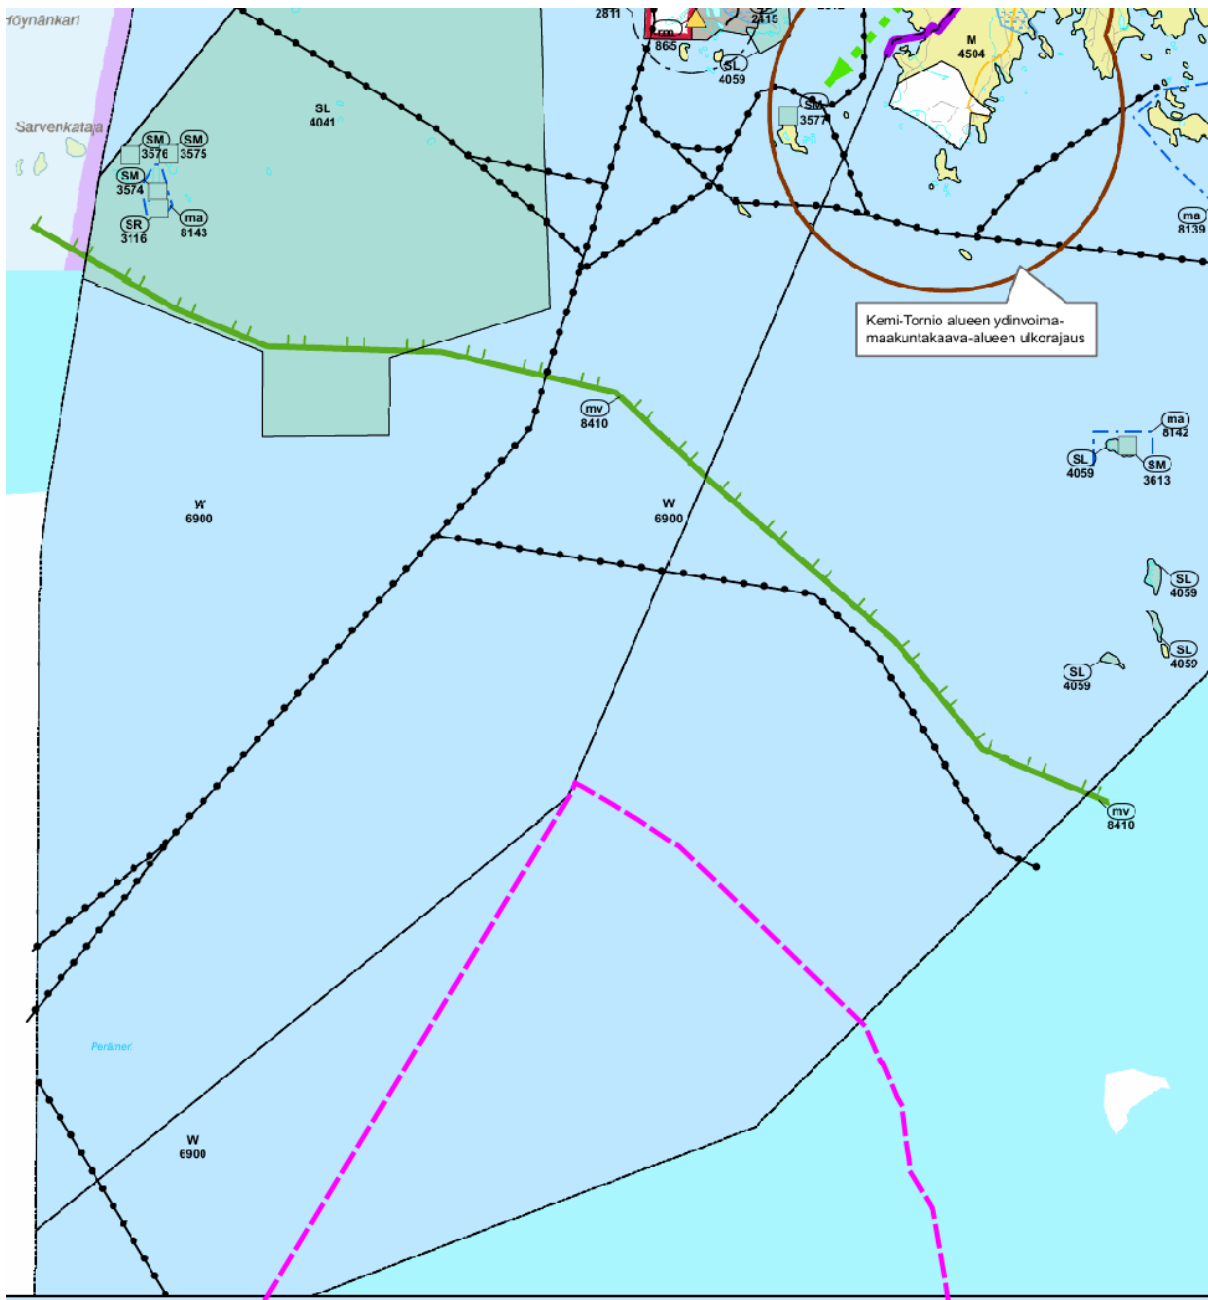 2811
865
2415
SL
4059
M
4504
SL
4041
SM
3577
Sarvenkataja
SM
3576
SM
3575
SM
3574
SR
3116
ma
8143
ma
8139
Kemi-Tornio alueen ydinvoima-
maakuntakaava-alueen ulkorajaus
mv
8410
ma
8142
SL
4059
SM
3613
W
6900
W
6900
SL
4059
SL
4059
SL
4059
mv
8410
W
6900